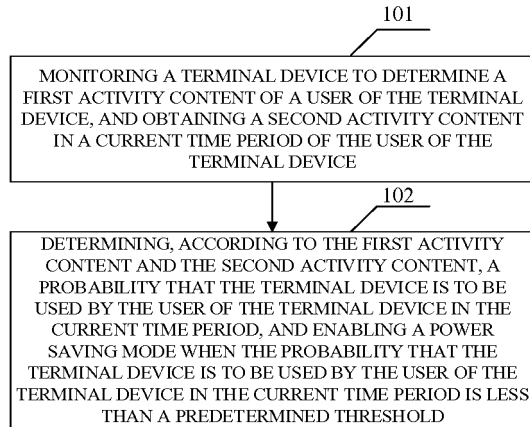 101
MONITORING A TERMINAL DEVICE TO DETERMINE A
FIRST ACTIVITY CONTENT OF A USER OF THE TERMINAL
DEVICE, AND OBTAINING A SECOND ACTIVITY CONTENT
IN A CURRENT TIME PERIOD OF THE USER OF THE
TERMINAL DEVICE
102
DETERMINING, ACCORDING TO THE FIRST ACTIVITY
CONTENT AND THE SECOND ACTIVITY CONTENT, A
PROBABILITY THAT THE TERMINAL DEVICE IS TO BE
USED BY THE USER OF THE TERMINAL DEVICE IN THE
CURRENT TIME PERIOD, AND ENABLING A POWER
SAVING MODE WHEN THE PROBABILITY THAT THE
TERMINAL DEVICE IS TO BE USED BY THE USER OF THE
TERMINAL DEVICE IN THE CURRENT TIME PERIOD IS LESS
THAN A PREDETERMINED THRESHOLD